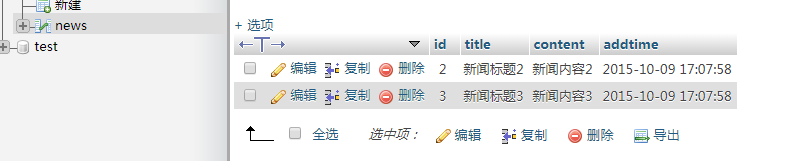 新建
news
test
+ 选项
id title content addtime
编辑 复制 删除 2 新闻标题2 新闻内容2 2015-10-09 17:07:58
编辑 复制 删除 3 新闻标题3 新闻内容3 2015-10-09 17:07:58
全选 选中项： 编辑 复制 删除 导出